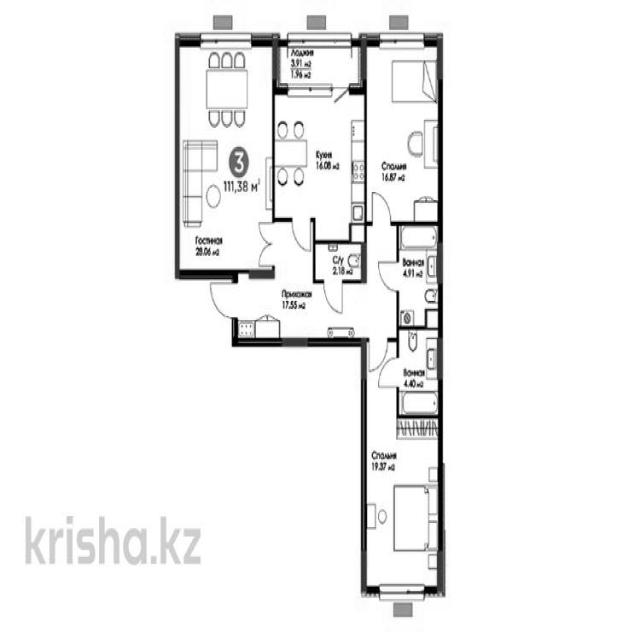 Лоджия
3.91 м2
1.96 м2
3
111,38 м²
Кухня
16.08 м2
Спальня
16.87 м2
Гостиная
28.06 м2
С/у
2.18 м2
Ванная
4.91 м2
Прихожая
17.55 м2
Ванная
4.40 м2
Спальня
19.37 м2
krisha.kz